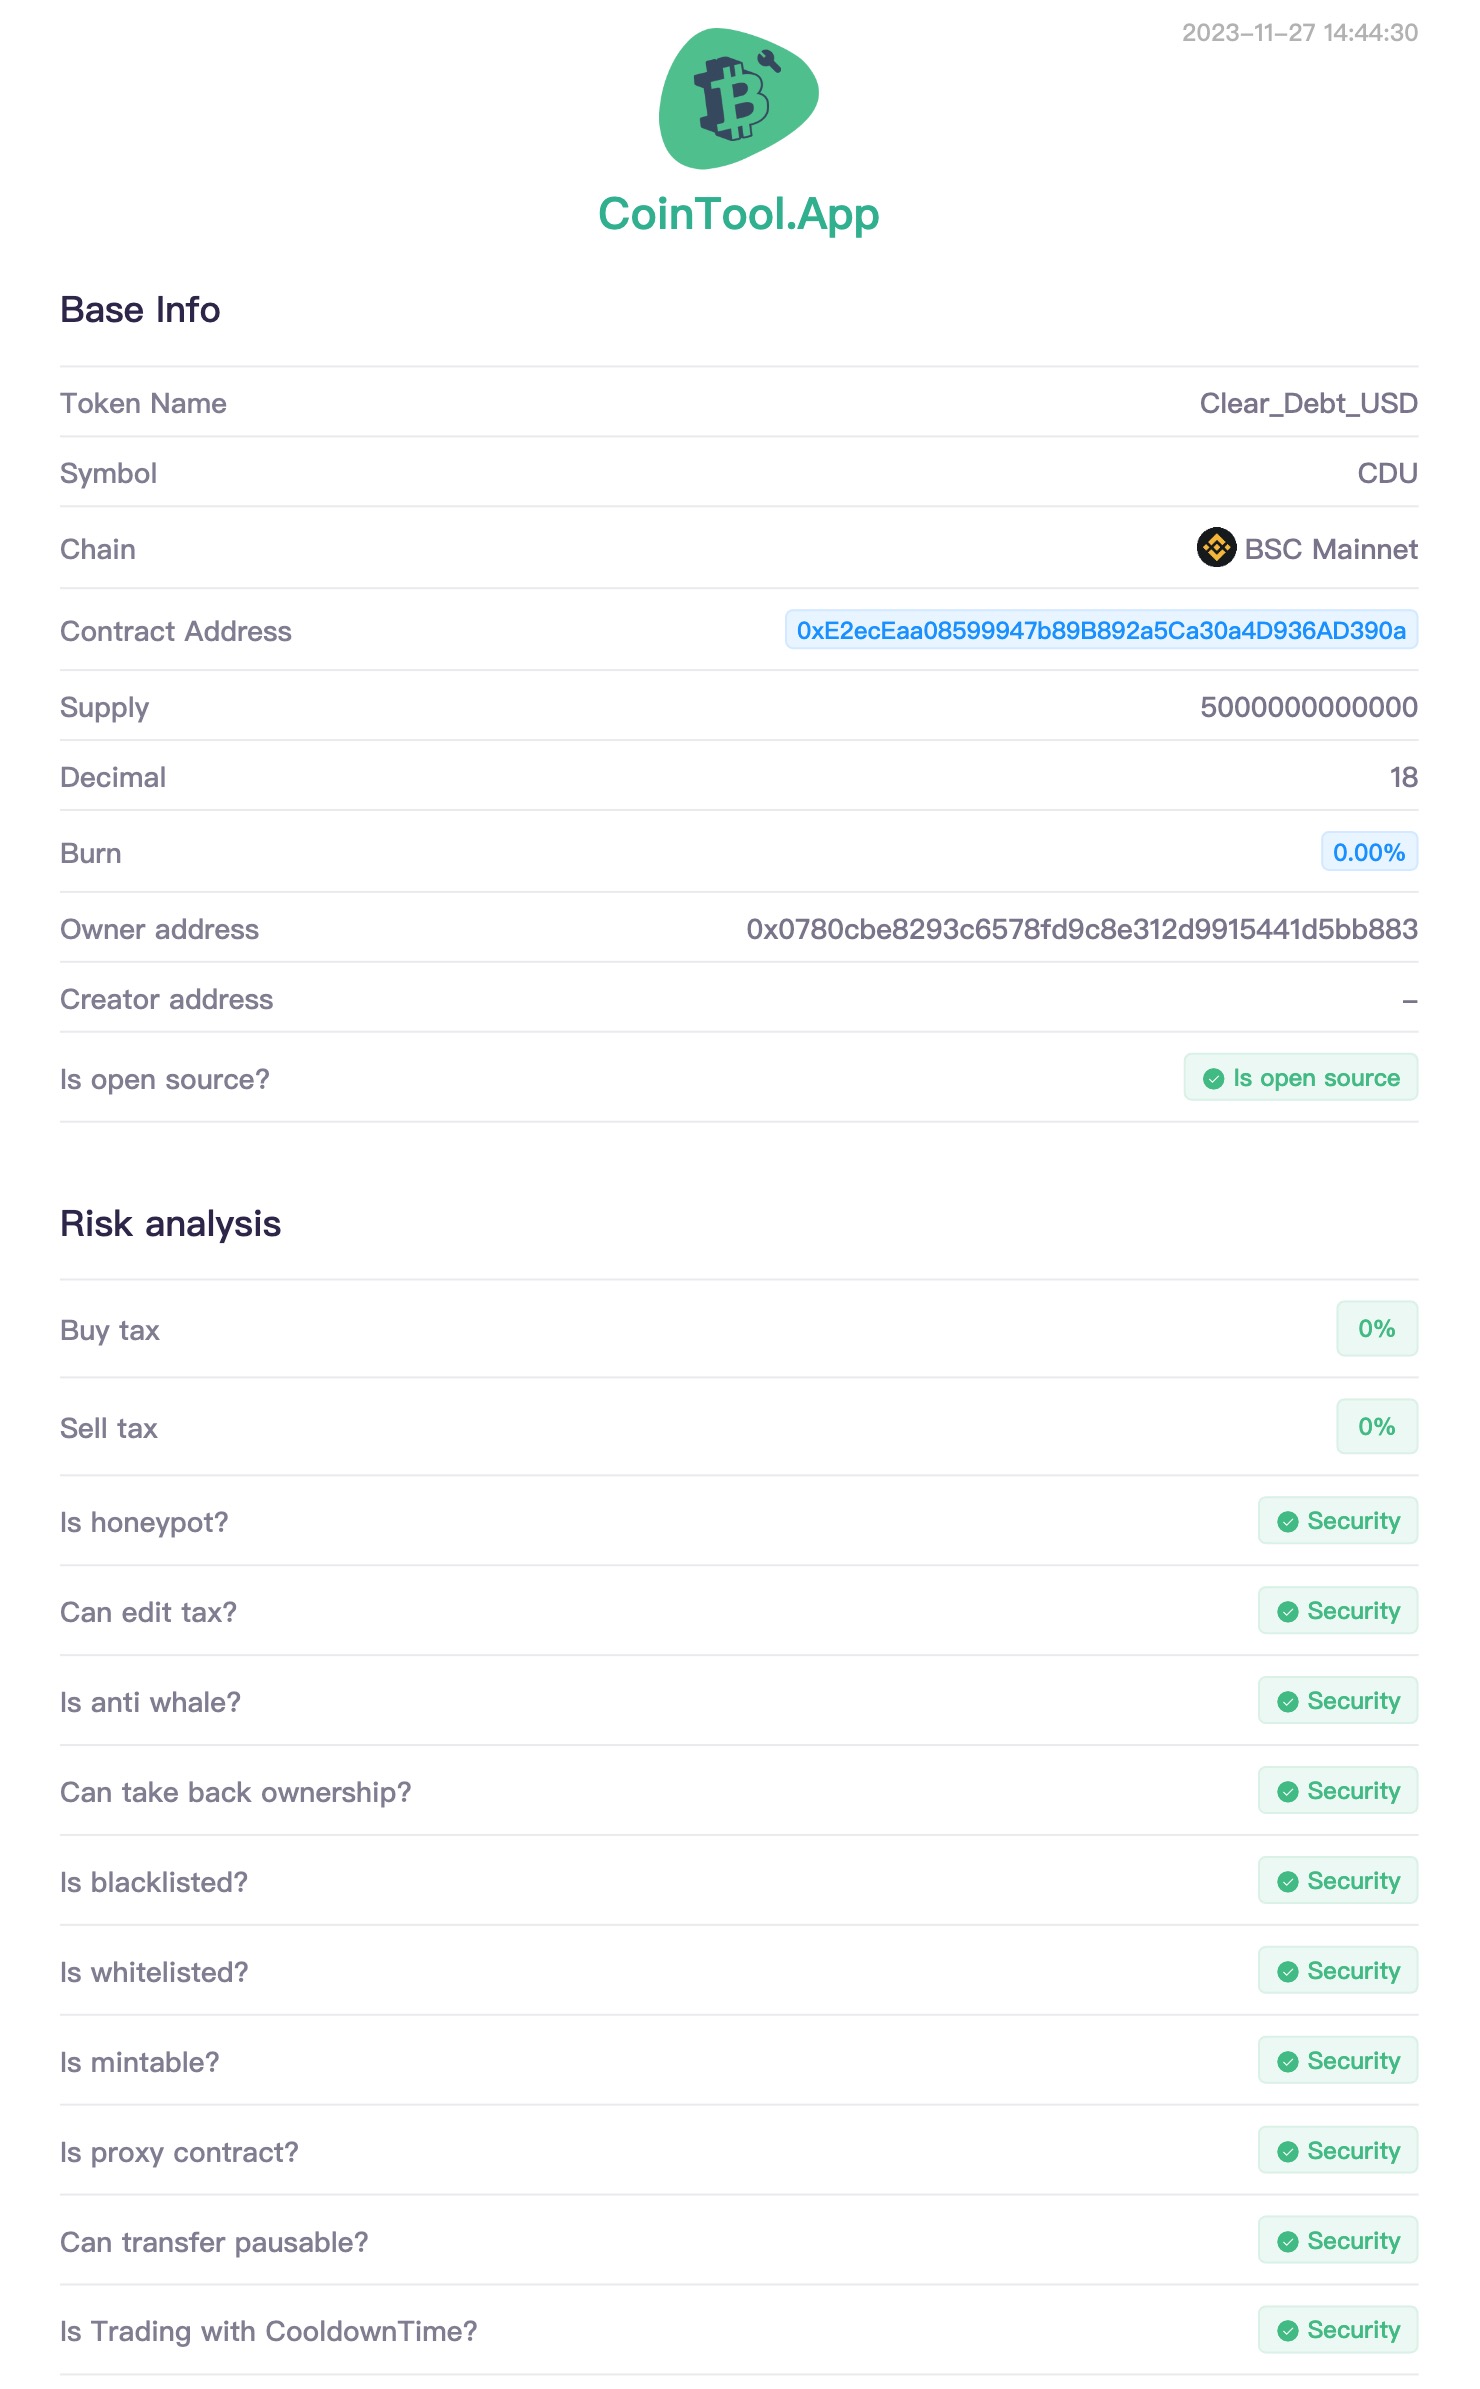 2023-11-27 14:44:30
CoinTool.App
Base Info
Token Name Clear_Debt_USD
Symbol CDU
Chain BSC Mainnet
Contract Address 0xE2ecEaa08599947b89B892a5Ca30a4D936AD390a
Supply 5000000000000
Decimal 18
Burn 0.00%
Owner address 0x0780cbe8293c6578fd9c8e312d9915441d5bb883
Creator address –
Is open source? Is open source
Risk analysis
Buy tax 0%
Sell tax 0%
Is honeypot? Security
Can edit tax? Security
Is anti whale? Security
Can take back ownership? Security
Is blacklisted? Security
Is whitelisted? Security
Is mintable? Security
Is proxy contract? Security
Can transfer pausable? Security
Is Trading with CooldownTime? Security